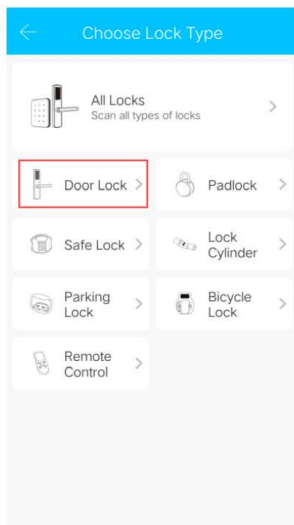 Choose Lock Type
All Locks
Scan all types of locks
Door Lock
Padlock
Safe Lock
Lock
Cylinder
Parking
Lock
Bicycle
Lock
Remote
Control